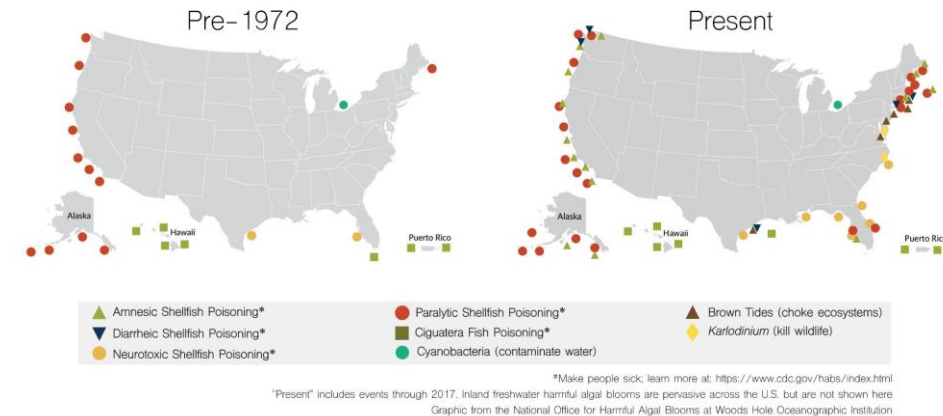 Pre-1972
Present
Alaska
Hawaii
Puerto Rico
Alaska
Hawaii
Puerto Ric
Amnesic Shellfish Poisoning*
Paralytic Shellfish Poisoning*
Brown Tides (choke ecosystems)
Diarrheic Shellfish Poisoning*
Ciguatera Fish Poisoning*
Karlodinium (kill wildlife)
Neurotoxic Shellfish Poisoning*
Cyanobacteria (contaminate water)
*Make people sick; learn more at: https://www.cdc.gov/habs/index.html
"Present" includes events through 2017. Inland freshwater harmful algal blooms are pervasive across the U.S. but are not shown here
Graphic from the National Office for Harmful Algal Blooms at Woods Hole Oceanographic Institution